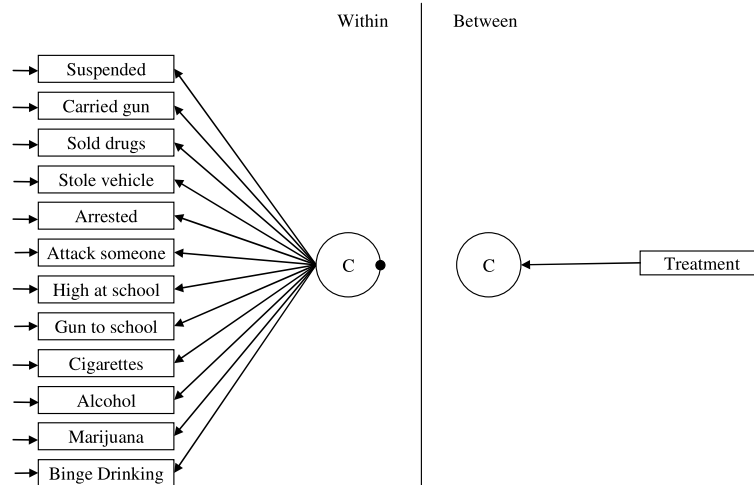 Within
Between
Suspended
Carried gun
Sold drugs
Stole vehicle
Arrested
Attack someone
High at school
Gun to school
Cigarettes
Alcohol
Marijuana
Binge Drinking
C
C
Treatment